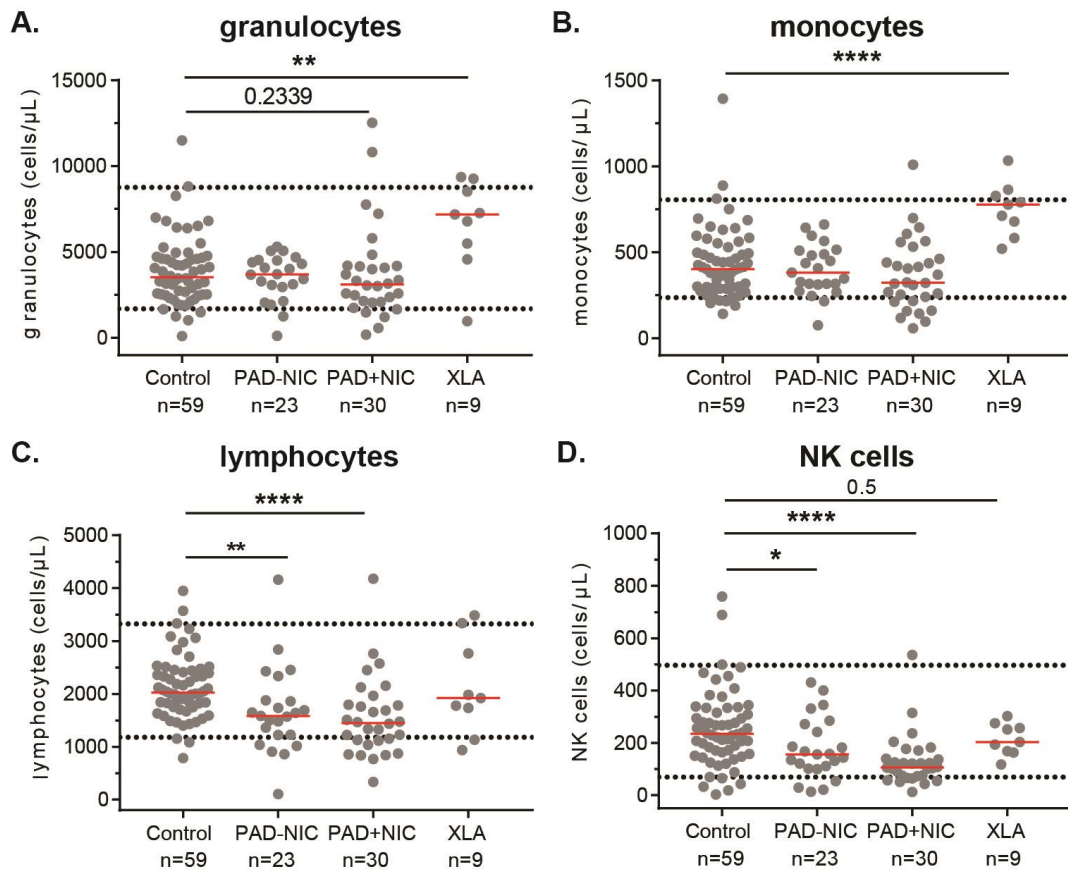 A. granulocytes
**
0.2339
15000
10000
5000
0
granulocytes (cells/µL)
Control PAD-NIC PAD+NIC XLA
n=59 n=23 n=30 n=9
B. monocytes
****
1500
1000
500
0
monocytes (cells/ µL)
Control PAD-NIC PAD+NIC XLA
n=59 n=23 n=30 n=9
C. lymphocytes
****
**
5000
4000
3000
2000
1000
0
lymphocytes (cells/µL)
Control PAD-NIC PAD+NIC XLA
n=59 n=23 n=30 n=9
D. NK cells
0.5
****
*
1000
800
600
400
200
0
NK cells (cells/ µL)
Control PAD-NIC PAD+NIC XLA
n=59 n=23 n=30 n=9